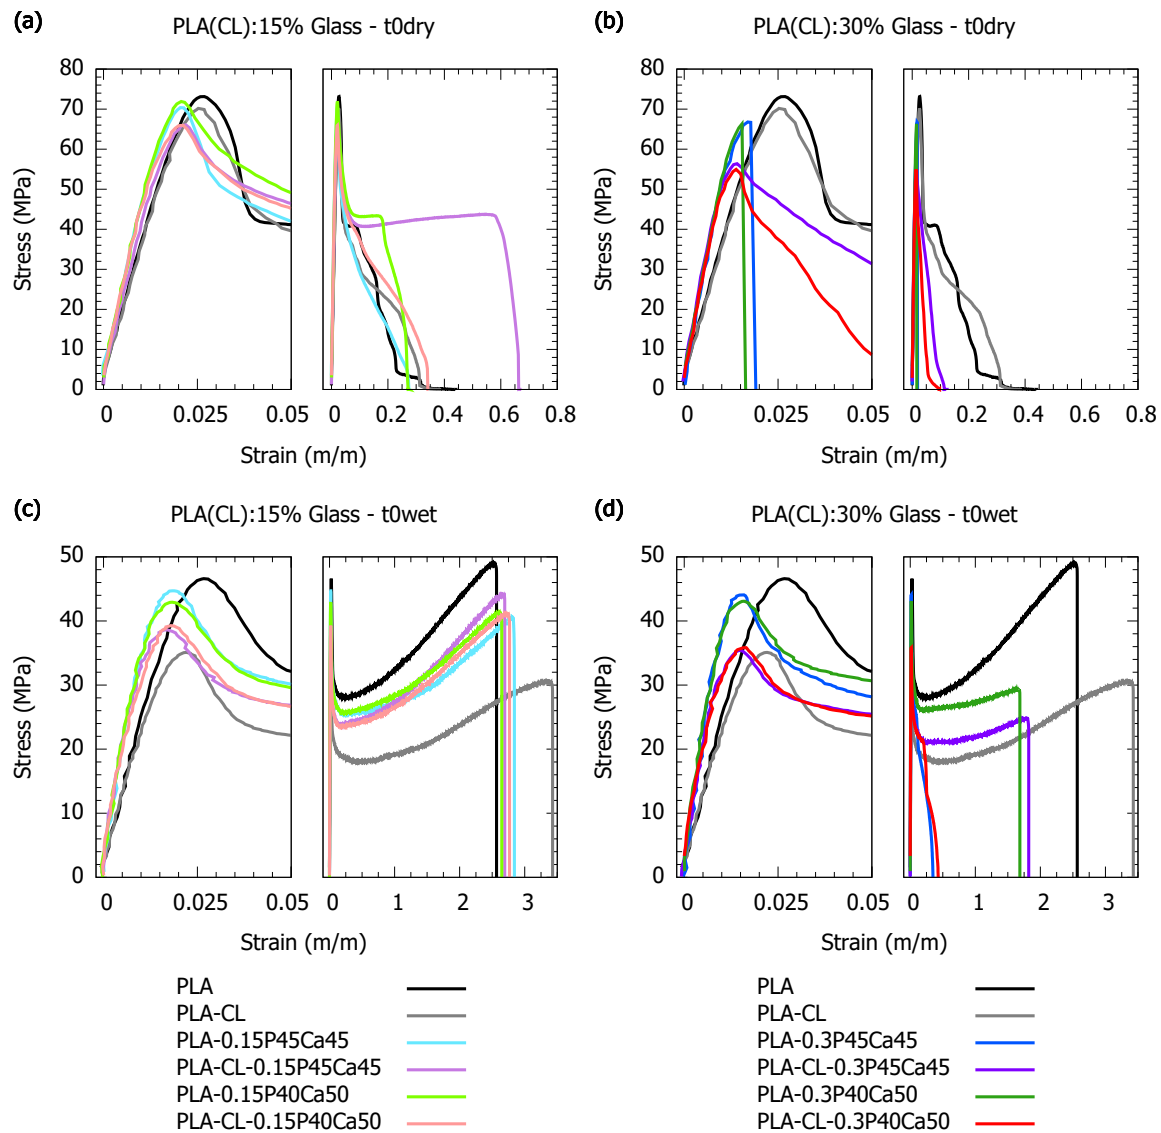 (a)
PLA(CL):15% Glass - t0dry
(b)
PLA(CL):30% Glass - t0dry
Stress (MPa)
80
70
60
50
40
30
20
10
0
0 0.025 0.05
0 0.2 0.4 0.6 0.8
Strain (m/m)
Stress (MPa)
80
70
60
50
40
30
20
10
0
0 0.025 0.05
0 0.2 0.4 0.6 0.8
Strain (m/m)
(c)
PLA(CL):15% Glass - t0wet
(d)
PLA(CL):30% Glass - t0wet
Stress (MPa)
50
40
30
20
10
0
0 0.025 0.05
0 1 2 3
Strain (m/m)
Stress (MPa)
50
40
30
20
10
0
0 0.025 0.05
0 1 2 3
Strain (m/m)
PLA
PLA-CL
PLA-0.15P45Ca45
PLA-CL-0.15P45Ca45
PLA-0.15P40Ca50
PLA-CL-0.15P40Ca50
PLA
PLA-CL
PLA-0.3P45Ca45
PLA-CL-0.3P45Ca45
PLA-0.3P40Ca50
PLA-CL-0.3P40Ca50